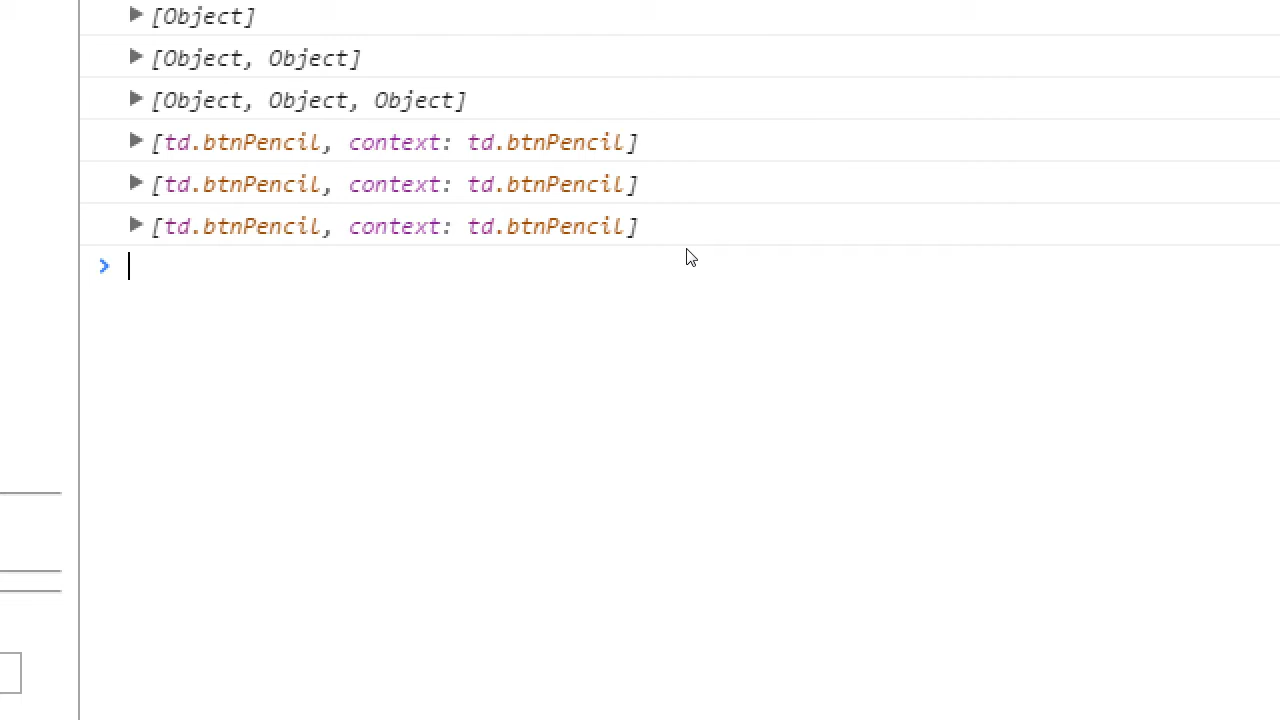 [Object]
[Object, Object]
[Object, Object, Object]
[td.btnPencil, context: td.btnPencil]
[td.btnPencil, context: td.btnPencil]
[td.btnPencil, context: td.btnPencil]